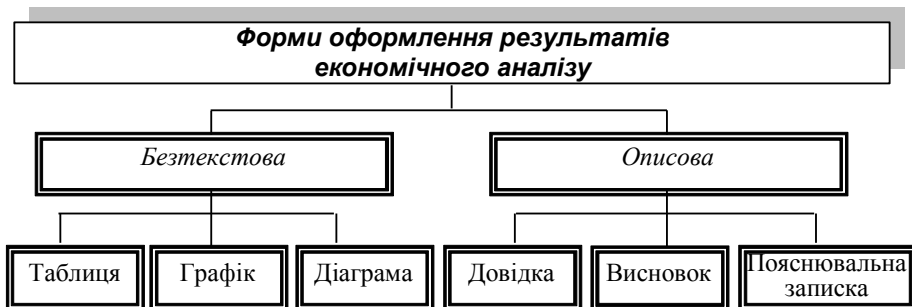 Форми оформлення результатів
економічного аналізу
Безтекстова
Описова
Таблиця
Графік
Діаграма
Довідка
Висновок
Пояснювальна
записка